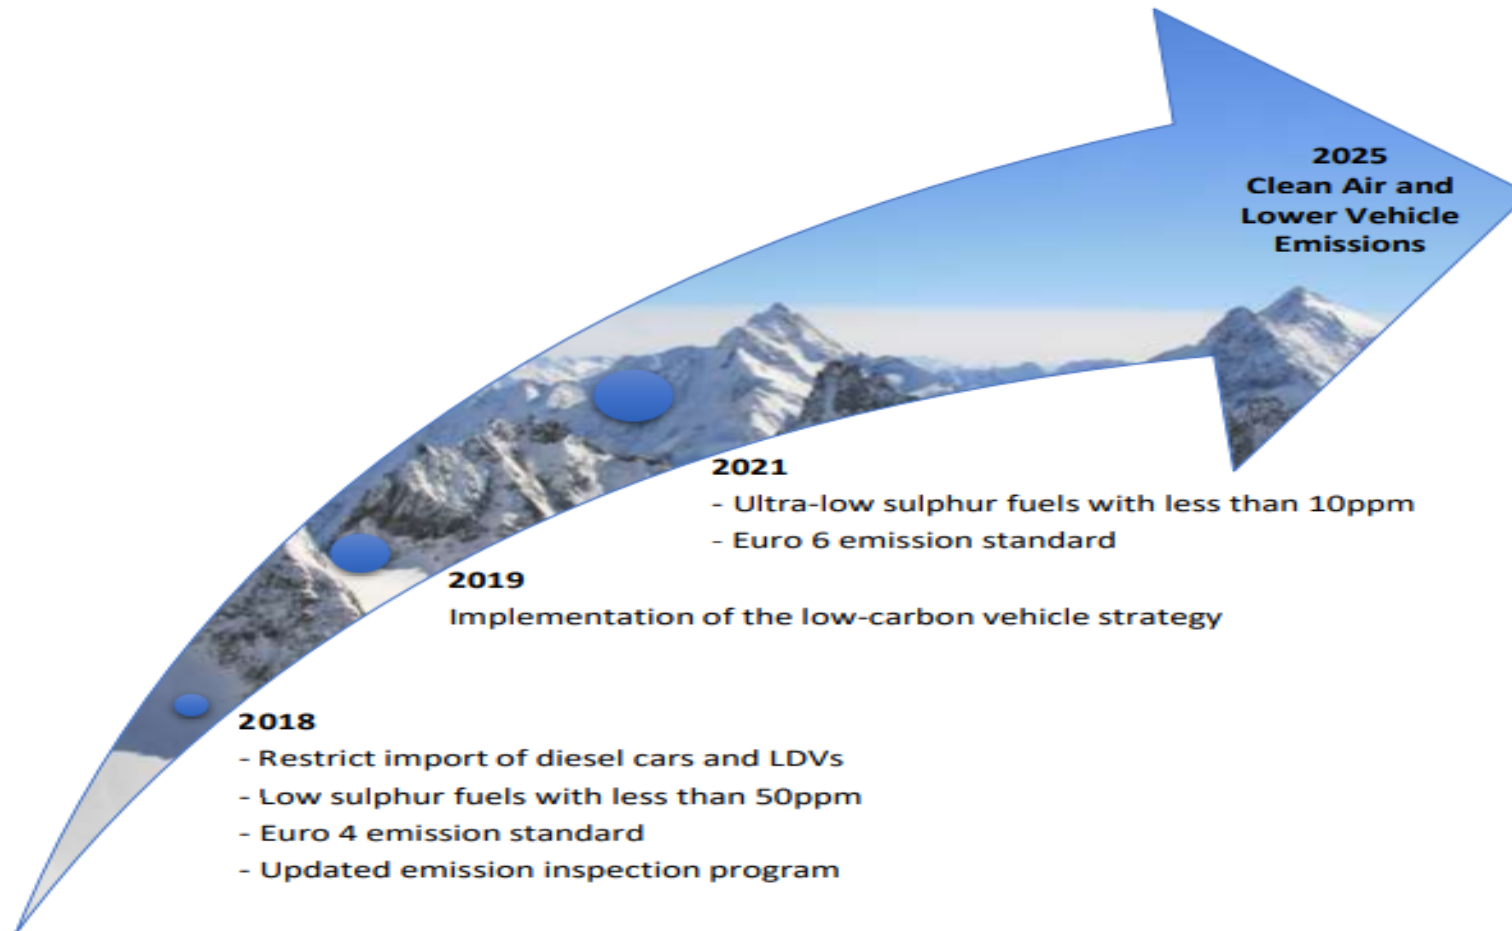 2025
Clean Air and
Lower Vehicle
Emissions
2021
- Ultra-low sulphur fuels with less than 10ppm
- Euro 6 emission standard
2019
Implementation of the low-carbon vehicle strategy
2018
- Restrict import of diesel cars and LDVs
- Low sulphur fuels with less than 50ppm
- Euro 4 emission standard
- Updated emission inspection program